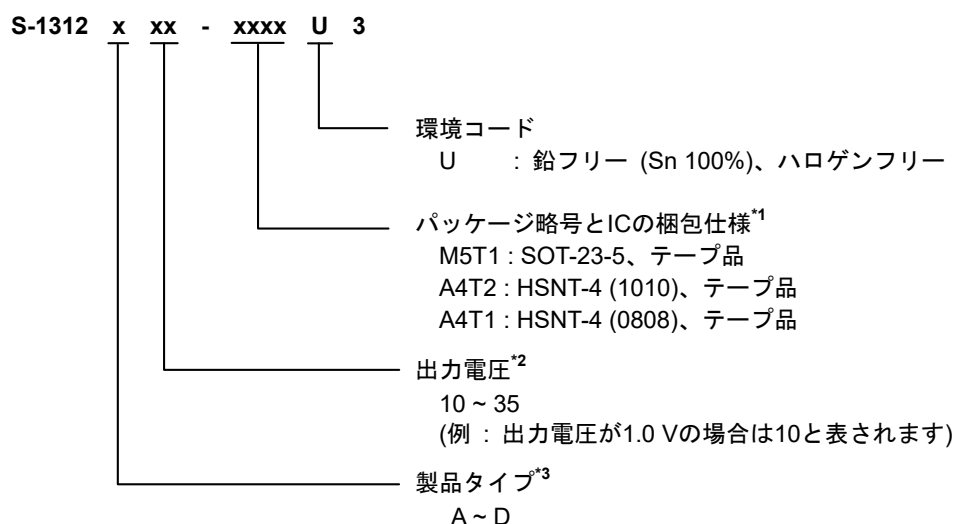 S-1312 x xx - xxxx U 3
環境コード
U : 鉛フリー (Sn 100%)、ハロゲンフリー
パッケージ略号とICの梱包仕様*1
M5T1 : SOT-23-5、テープ品
A4T2 : HSNT-4 (1010)、テープ品
A4T1 : HSNT-4 (0808)、テープ品
出力電圧*2
10 ~ 35
(例 : 出力電圧が1.0 Vの場合は10と表されます)
製品タイプ*3
A ~ D